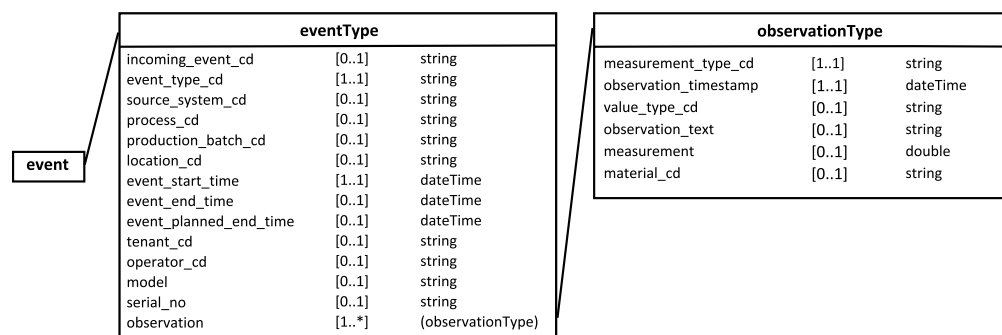 eventType
incoming_event_cd [0..1] string
event_type_cd [1..1] string
source_system_cd [0..1] string
process_cd [0..1] string
production_batch_cd [0..1] string
location_cd [0..1] string
event_start_time [1..1] dateTime
event_end_time [0..1] dateTime
event_planned_end_time [0..1] dateTime
tenant_cd [0..1] string
operator_cd [0..1] string
model [0..1] string
serial_no [0..1] string
observation [1..*] (observationType)
event
observationType
measurement_type_cd [1..1] string
observation_timestamp [1..1] dateTime
value_type_cd [0..1] string
observation_text [0..1] string
measurement [0..1] double
material_cd [0..1] string